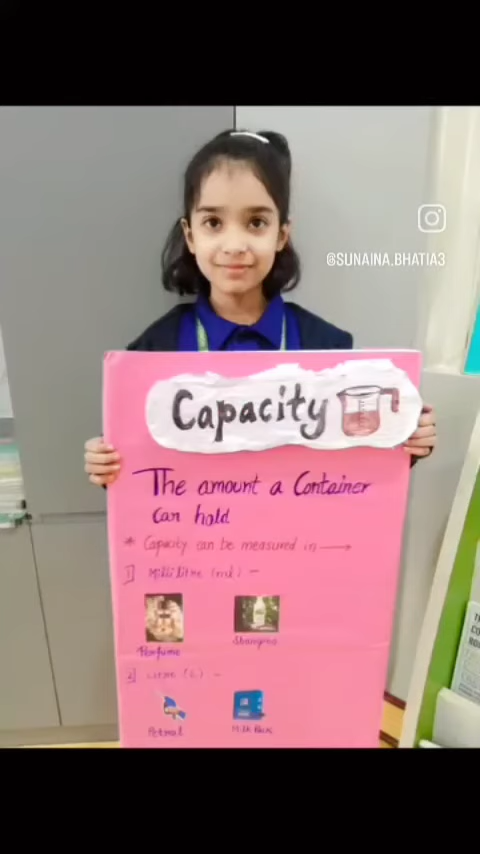 @SUNAINA.BHATIA3
Capacity
The amount a Container
Can hold
* Capacity can be measured in →
1] Millilitre (ml) -
Perfume Shampoo
2] Litre (L) -
Petrol Milk